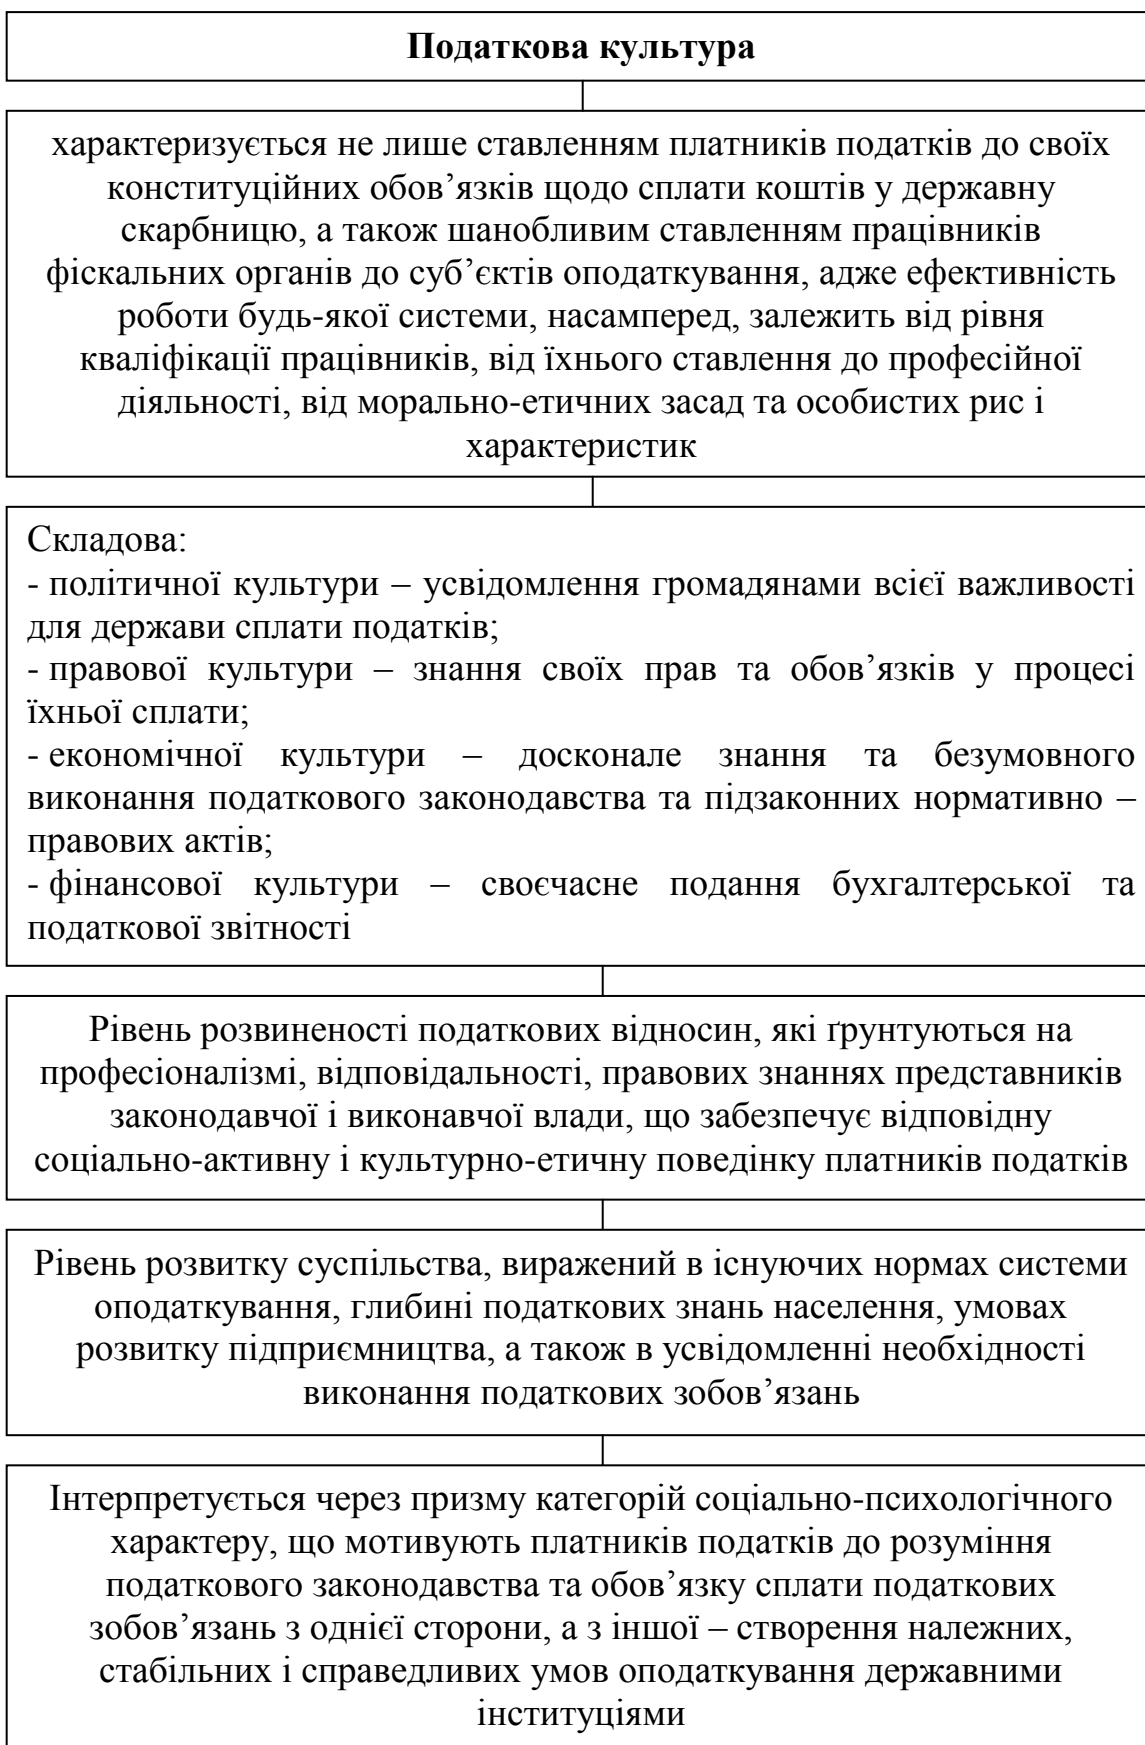 Податкова культура
характеризується не лише ставленням платників податків до своїх
конституційних обов’язків щодо сплати коштів у державну
скарбницю, а також шанобливим ставленням працівників
фіскальних органів до суб’єктів оподаткування, адже ефективність
роботи будь-якої системи, насамперед, залежить від рівня
кваліфікації працівників, від їхнього ставлення до професійної
діяльності, від морально-етичних засад та особистих рис і
характеристик
Складова:
- політичної культури – усвідомлення громадянами всієї важливості
для держави сплати податків;
- правової культури – знання своїх прав та обов’язків у процесі
їхньої сплати;
- економічної культури – досконале знання та безумовного
виконання податкового законодавства та підзаконних нормативно –
правових актів;
- фінансової культури – своєчасне подання бухгалтерської та
податкової звітності
Рівень розвиненості податкових відносин, які ґрунтуються на
професіоналізмі, відповідальності, правових знаннях представників
законодавчої і виконавчої влади, що забезпечує відповідну
соціально-активну і культурно-етичну поведінку платників податків
Рівень розвитку суспільства, виражений в існуючих нормах системи
оподаткування, глибині податкових знань населення, умовах
розвитку підприємництва, а також в усвідомленні необхідності
виконання податкових зобов’язань
Інтерпретується через призму категорій соціально-психологічного
характеру, що мотивують платників податків до розуміння
податкового законодавства та обов’язку сплати податкових
зобов’язань з однієї сторони, а з іншої – створення належних,
стабільних і справедливих умов оподаткування державними
інституціями